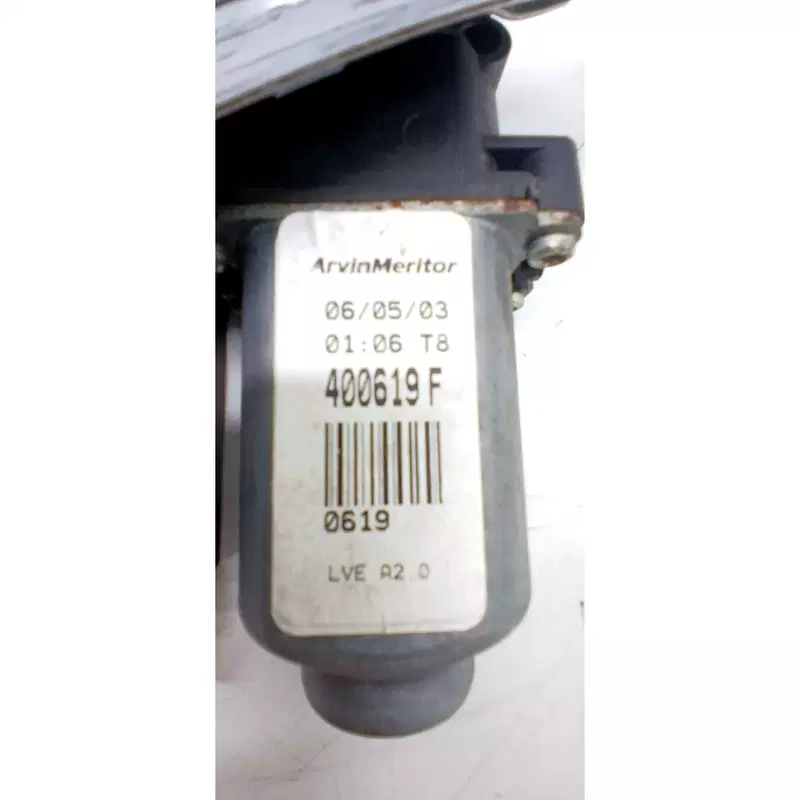 ArvinMeritor
06/05/03
01:06 T8
400619 F
0619
LVE A2.0